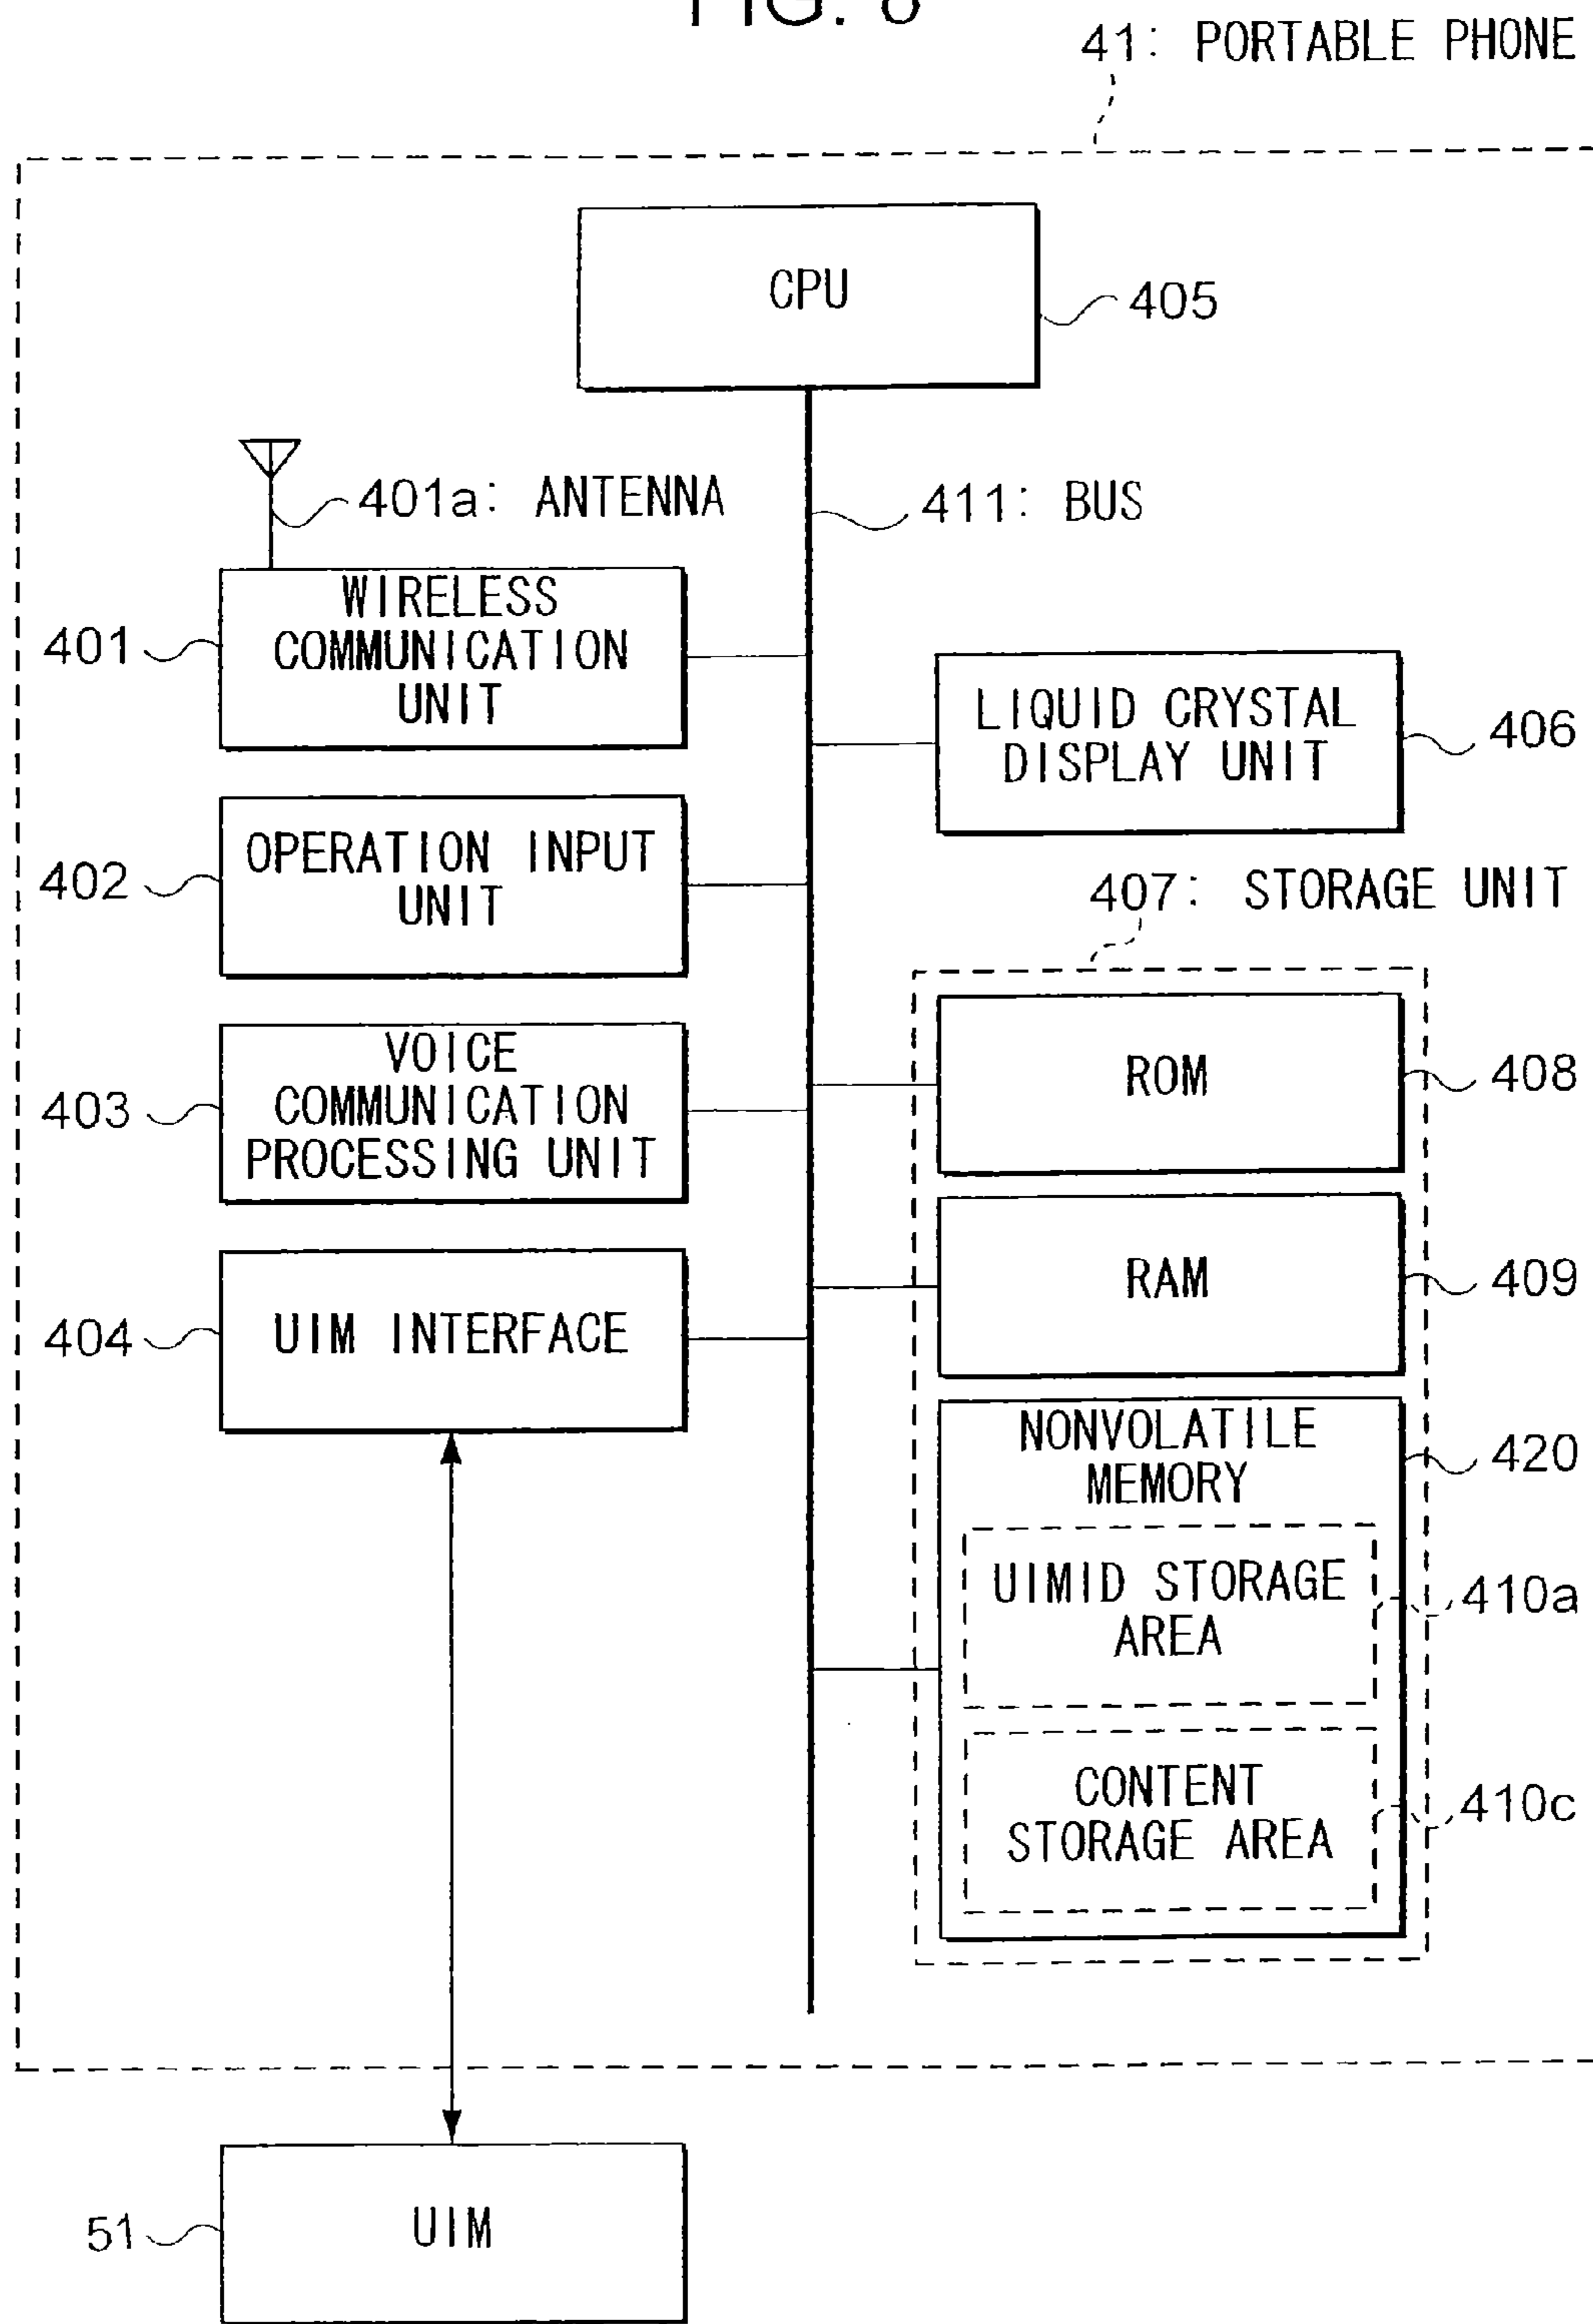 FIG. 8
41: PORTABLE PHONE
CPU
405
401a: ANTENNA
411: BUS
401
WIRELESS
COMMUNICATION
UNIT
LIQUID CRYSTAL
DISPLAY UNIT
406
402
OPERATION INPUT
UNIT
407: STORAGE UNIT
403
VOICE
COMMUNICATION
PROCESSING UNIT
ROM
408
RAM
409
404
UIM INTERFACE
NONVOLATILE
MEMORY
420
UIMID STORAGE
AREA
410a
CONTENT
STORAGE AREA
410c
51
UIM